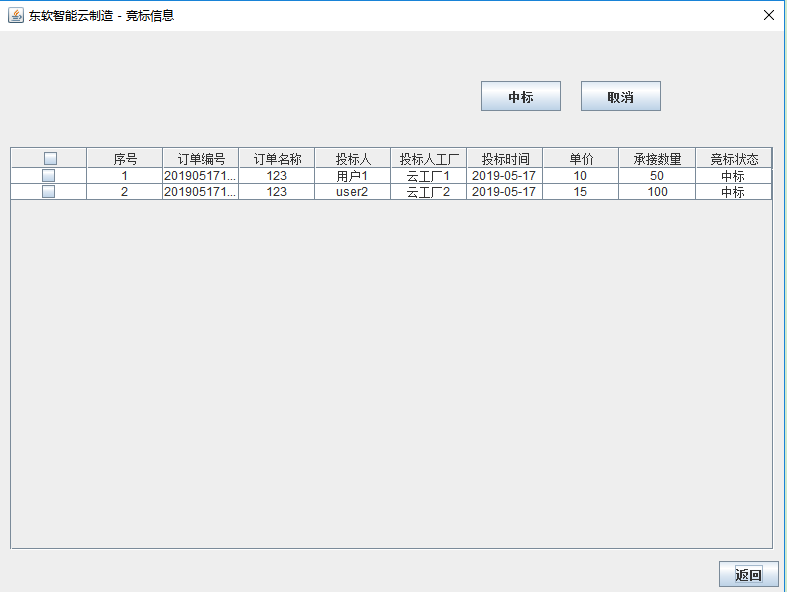 东软智能云制造 - 竞标信息
中标 取消
序号 订单编号 订单名称 投标人 投标人工厂 投标时间 单价 承接数量 竞标状态
1 201905171... 123 用户1 云工厂1 2019-05-17 10 50 中标
2 201905171... 123 user2 云工厂2 2019-05-17 15 100 中标
返回